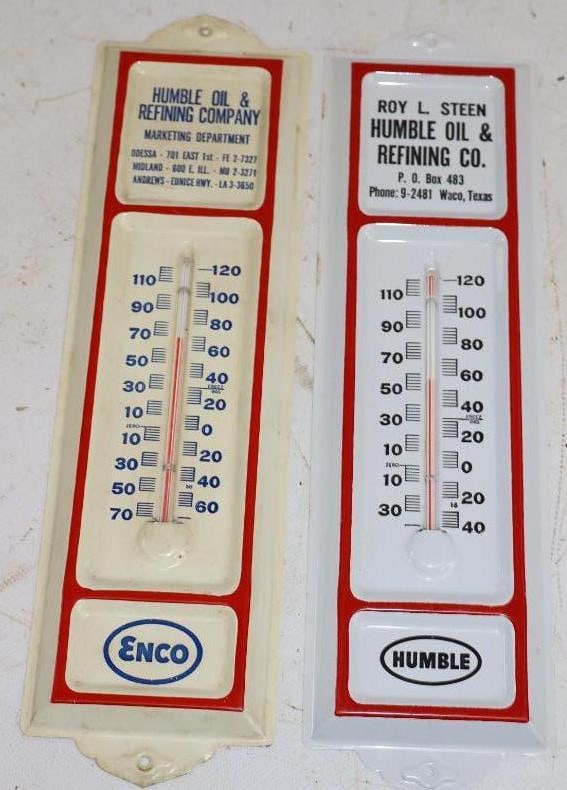 HUMBLE OIL &
REFINING COMPANY
MARKETING DEPARTMENT
ODESSA - 701 EAST 1st - FE 2-7327
MIDLAND - 600 E. ILL. - MU 2-3271
ANDREWS - EUNICE HWY. - LA 3-3650
120
110
100
90
80
70
60
50
40
30
20
10
0
ZERO
10
20
30
40
50
60
70
ENCO
ROY L. STEEN
HUMBLE OIL &
REFINING CO.
P. O. Box 483
Phone: 9-2481 Waco, Texas
120
110
100
90
80
70
60
50
40
30
20
10
0
ZERO
10
20
30
40
HUMBLE